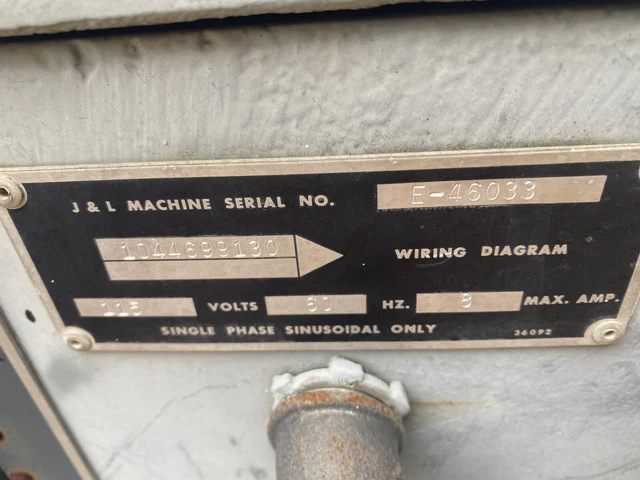 J & L MACHINE SERIAL NO. E-46033
1044699130 WIRING DIAGRAM
115 VOLTS 60 HZ. 8 MAX. AMP.
SINGLE PHASE SINUSOIDAL ONLY 36092